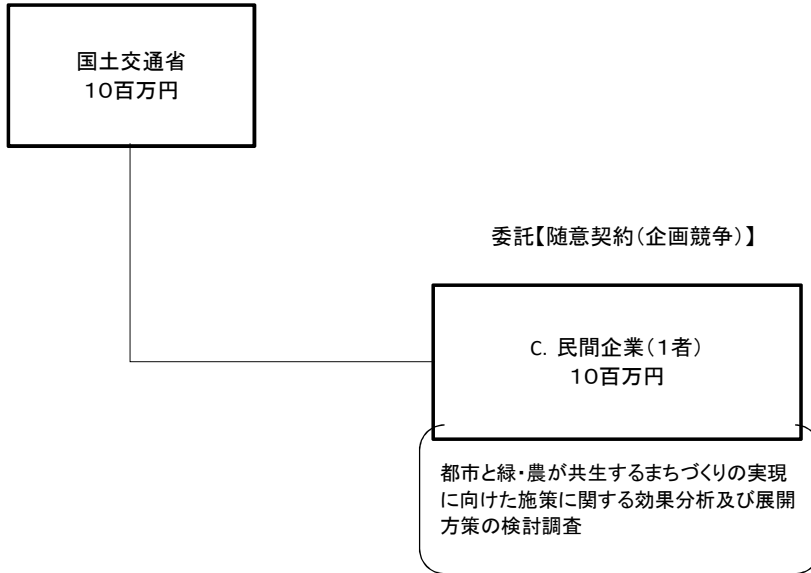 国土交通省
１０百万円
委託【随意契約（企画競争）】
C. 民間企業（１者）
１０百万円
都市と緑・農が共生するまちづくりの実現
に向けた施策に関する効果分析及び展開
方策の検討調査